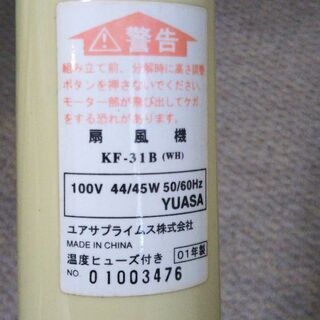 警告
組み立て前、分解時に高さ調整
ボタンを押さないでください。
モーター部が飛び出してケガ
をする恐れがあります。
扇風機
KF-31B (WH)
100V 44/45W 50/60Hz
YUASA
ユアサプライムス株式会社
MADE IN CHINA
01年製
温度ヒューズ付き
NO. 01003476